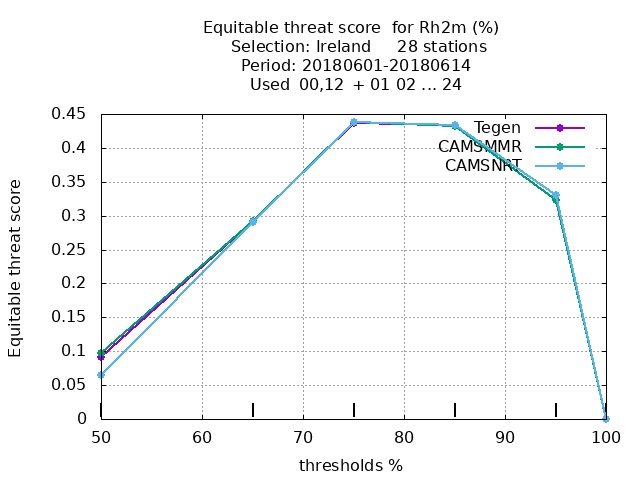 Equitable threat score  for Rh2m (%)
Selection: Ireland     28 stations
Period: 20180601-20180614
Used  00,12  + 01 02 ... 24
Equitable threat score
0.45
0.4
0.35
0.3
0.25
0.2
0.15
0.1
0.05
0
Tegen
CAMSMMR
CAMSNRT
50 60 70 80 90 100
thresholds %